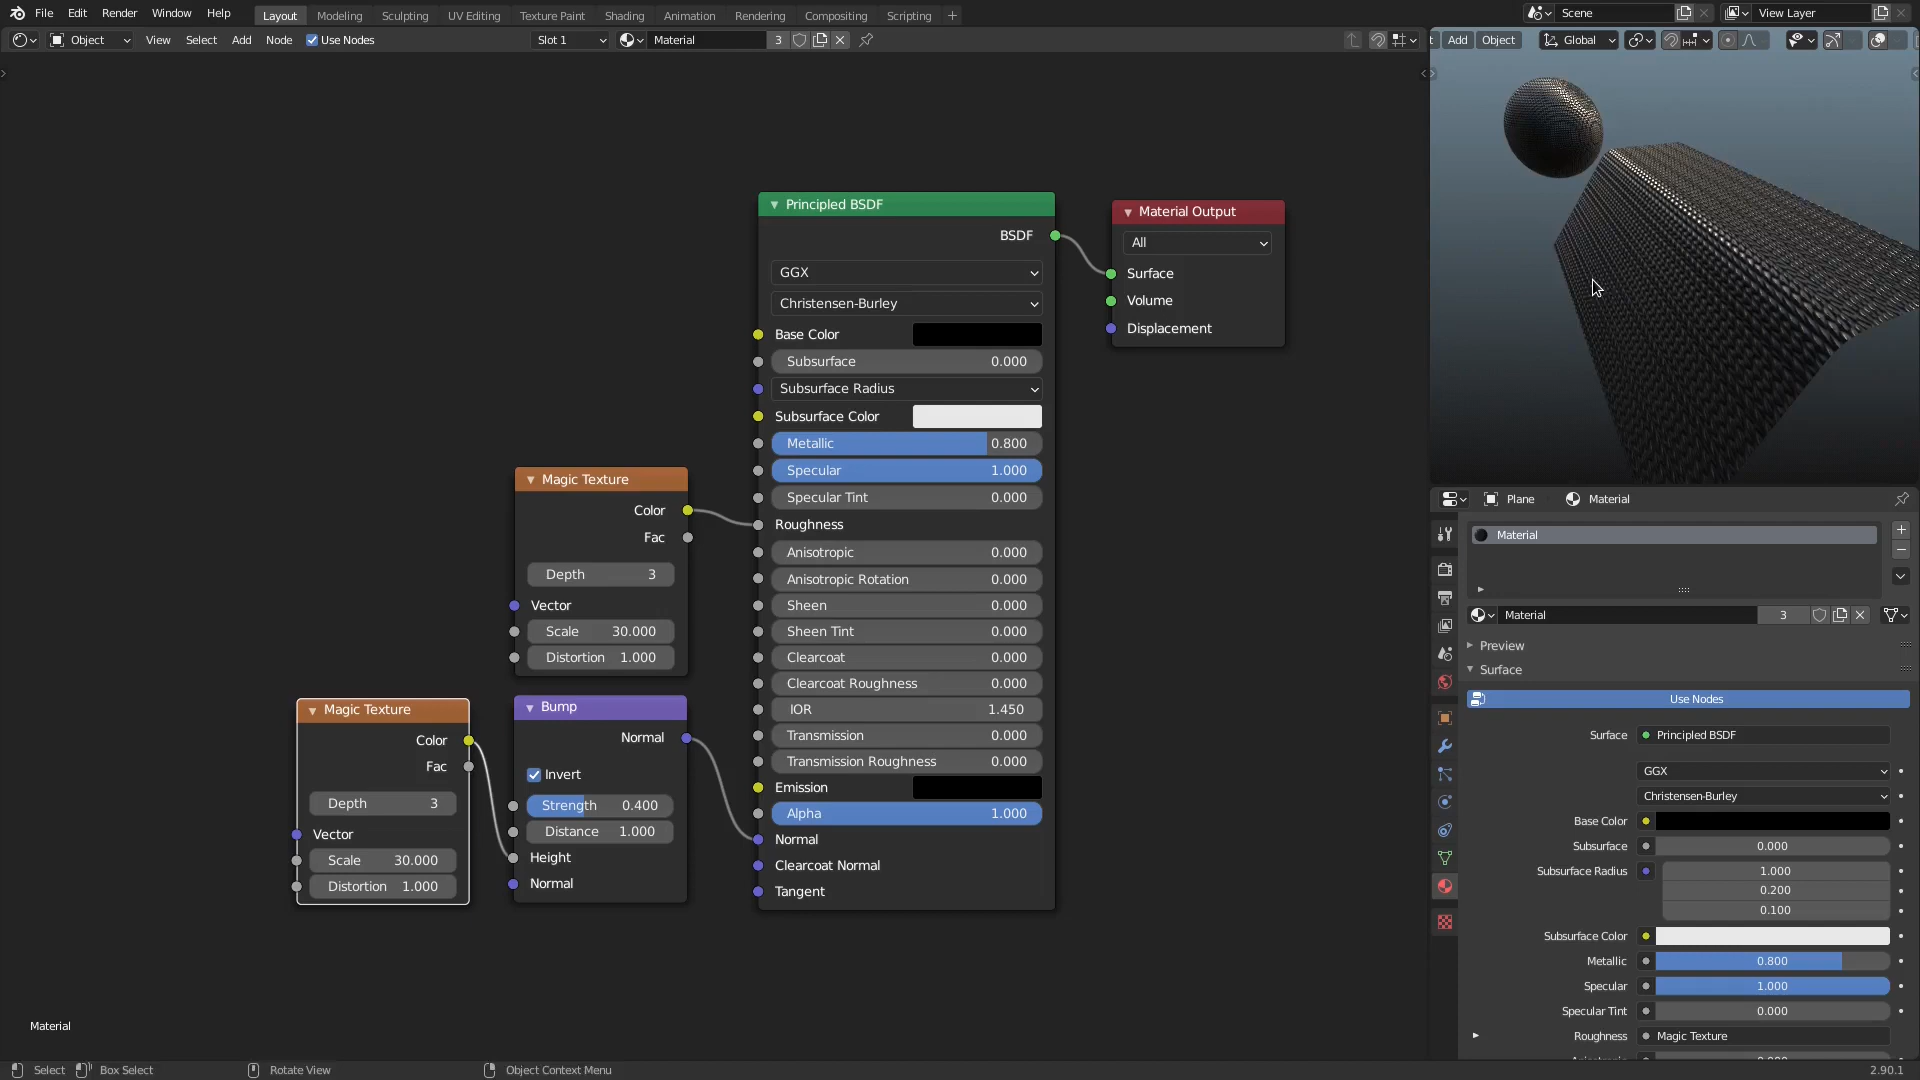 File Edit Render Window Help Layout Modeling Sculpting UV Editing Texture Paint Shading Animation Rendering Compositing Scripting + Scene View Layer
Object View Select Add Node Use Nodes Slot 1 Material 3 Add Object Global
Principled BSDF
BSDF
GGX
Christensen-Burley
Base Color
Subsurface 0.000
Subsurface Radius
Subsurface Color
Metallic 0.800
Specular 1.000
Specular Tint 0.000
Roughness
Anisotropic 0.000
Anisotropic Rotation 0.000
Sheen 0.000
Sheen Tint 0.000
Clearcoat 0.000
Clearcoat Roughness 0.000
IOR 1.450
Transmission 0.000
Transmission Roughness 0.000
Emission
Alpha 1.000
Normal
Clearcoat Normal
Tangent
Material Output
All
Surface
Volume
Displacement
Magic Texture
Color
Fac
Depth 3
Vector
Scale 30.000
Distortion 1.000
Magic Texture
Color
Fac
Depth 3
Vector
Scale 30.000
Distortion 1.000
Bump
Normal
Invert
Strength 0.400
Distance 1.000
Height
Normal
Material
Plane Material
Material
Material 3
Preview
Surface
Use Nodes
Surface Principled BSDF
GGX
Christensen-Burley
Base Color
Subsurface 0.000
Subsurface Radius 1.000
0.200
0.100
Subsurface Color
Metallic 0.800
Specular 1.000
Specular Tint 0.000
Roughness Magic Texture
Select Box Select Rotate View Object Context Menu 2.90.1